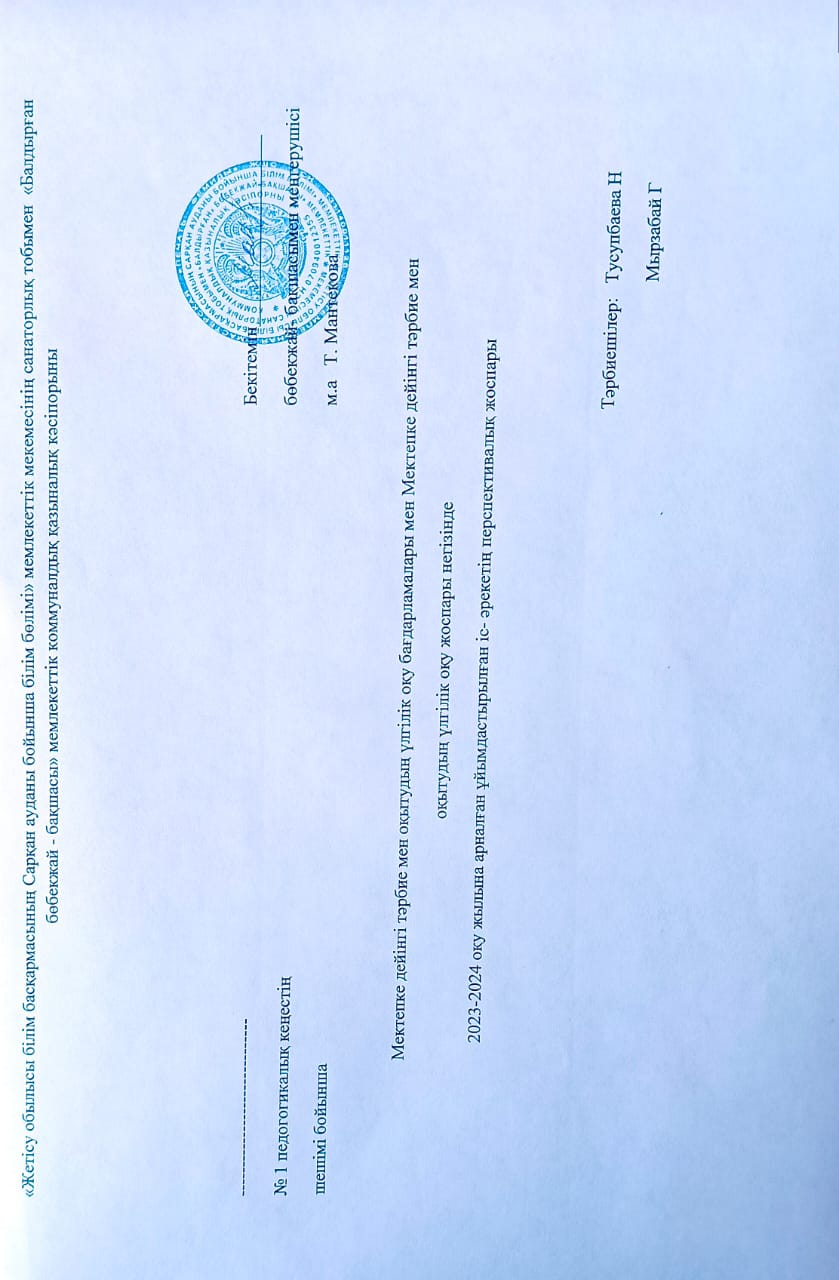 «Жетісу обылысы білім басқармасының Сарқан ауданы бойынша білім бөлімі» мемлекеттік мекемесінің санаторлық тобымен «Балдырған
бөбекжай - бақшасы» мемлекеттік коммуналдық қазыналық кәсіпорыны
---------------------------
№ 1 педогогикалық кеңестің
шешімі бойынша
Бекітемін
бөбекжай- бақшасымен меңгерушісі
м.а Т. Мантекова
Мектепке дейінгі тәрбие мен оқытудың үлгілік оқу бағдарламалары мен Мектепке дейінгі тәрбие мен
оқытудың үлгілік оқу жоспары негізінде
2023-2024 оқу жылына арналған ұйымдастырылған іс- әрекетің перспективалық жоспары
Тәрбиешілер: Тусупбаева Н
Мырзабай Г